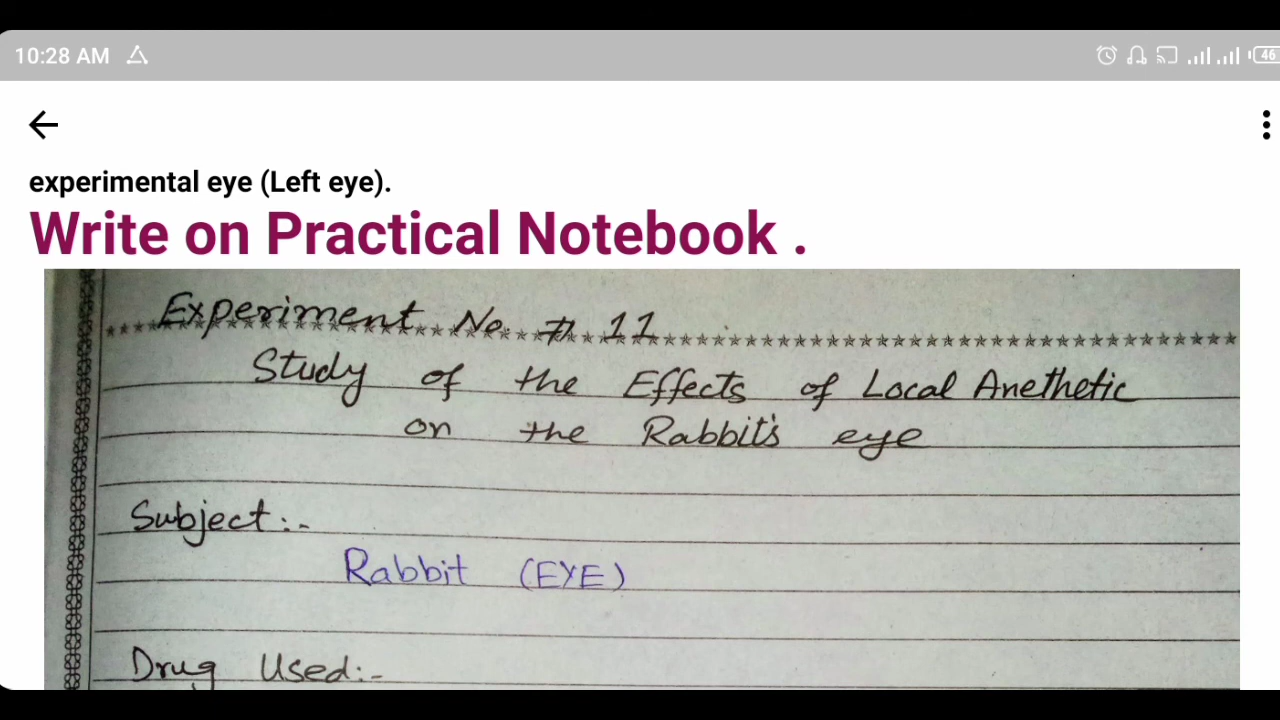 10:28 AM
46
experimental eye (Left eye).
Write on Practical Notebook .
Experiment No. 11
Study of the Effects of Local Anethetic
on the Rabbit's eye
Subject:-
Rabbit (EYE)
Drug Used:-